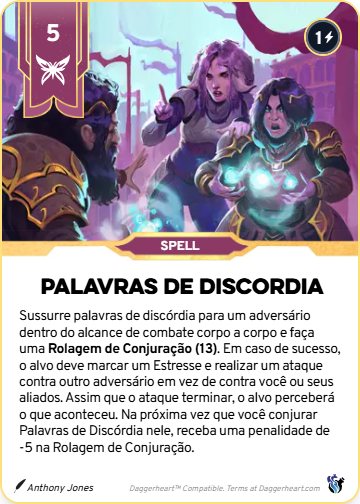 5
1
SPELL
PALAVRAS DE DISCORDIA
Sussurre palavras de discórdia para um adversário
dentro do alcance de combate corpo a corpo e faça
uma Rolagem de Conjuração (13). Em caso de sucesso,
o alvo deve marcar um Estresse e realizar um ataque
contra outro adversário em vez de contra você ou seus
aliados. Assim que o ataque terminar, o alvo perceberá
o que aconteceu. Na próxima vez que você conjurar
Palavras de Discórdia nele, receba uma penalidade de
-5 na Rolagem de Conjuração.
Anthony Jones
Daggerheart™ Compatible. Terms at Daggerheart.com